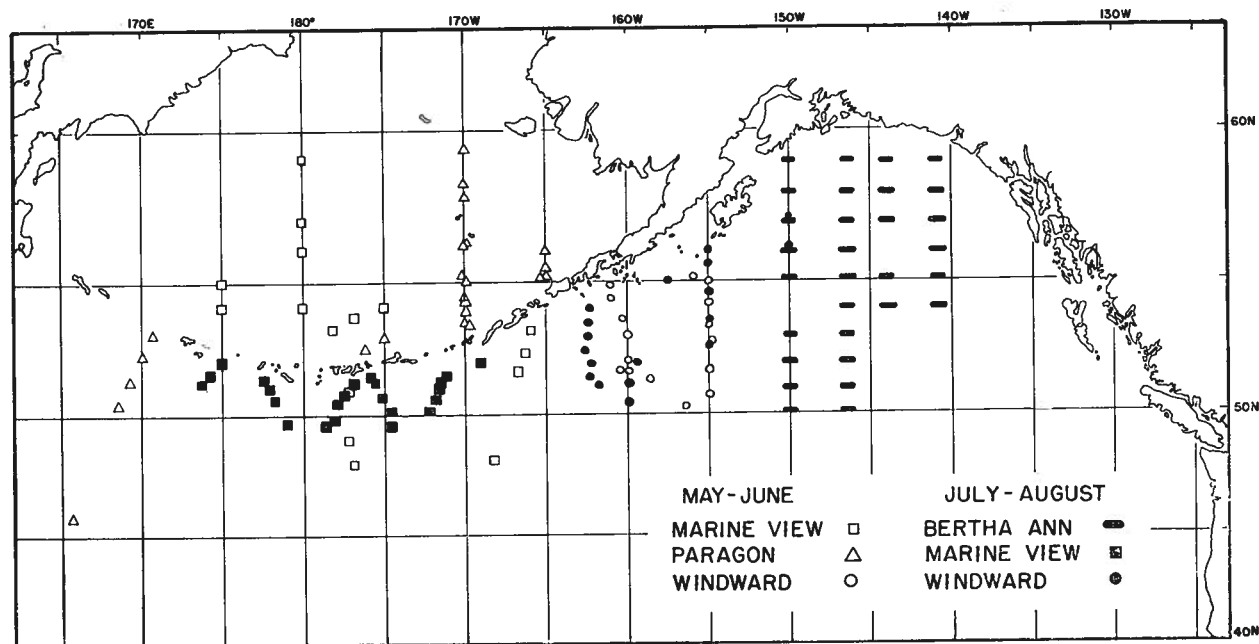 170E 180° 170W 160W 150W 140W 130W
60N
50N
40N
MAY-JUNE JULY-AUGUST
MARINE VIEW □ BERTHA ANN
PARAGON △ MARINE VIEW ■
WINDWARD ○ WINDWARD ●